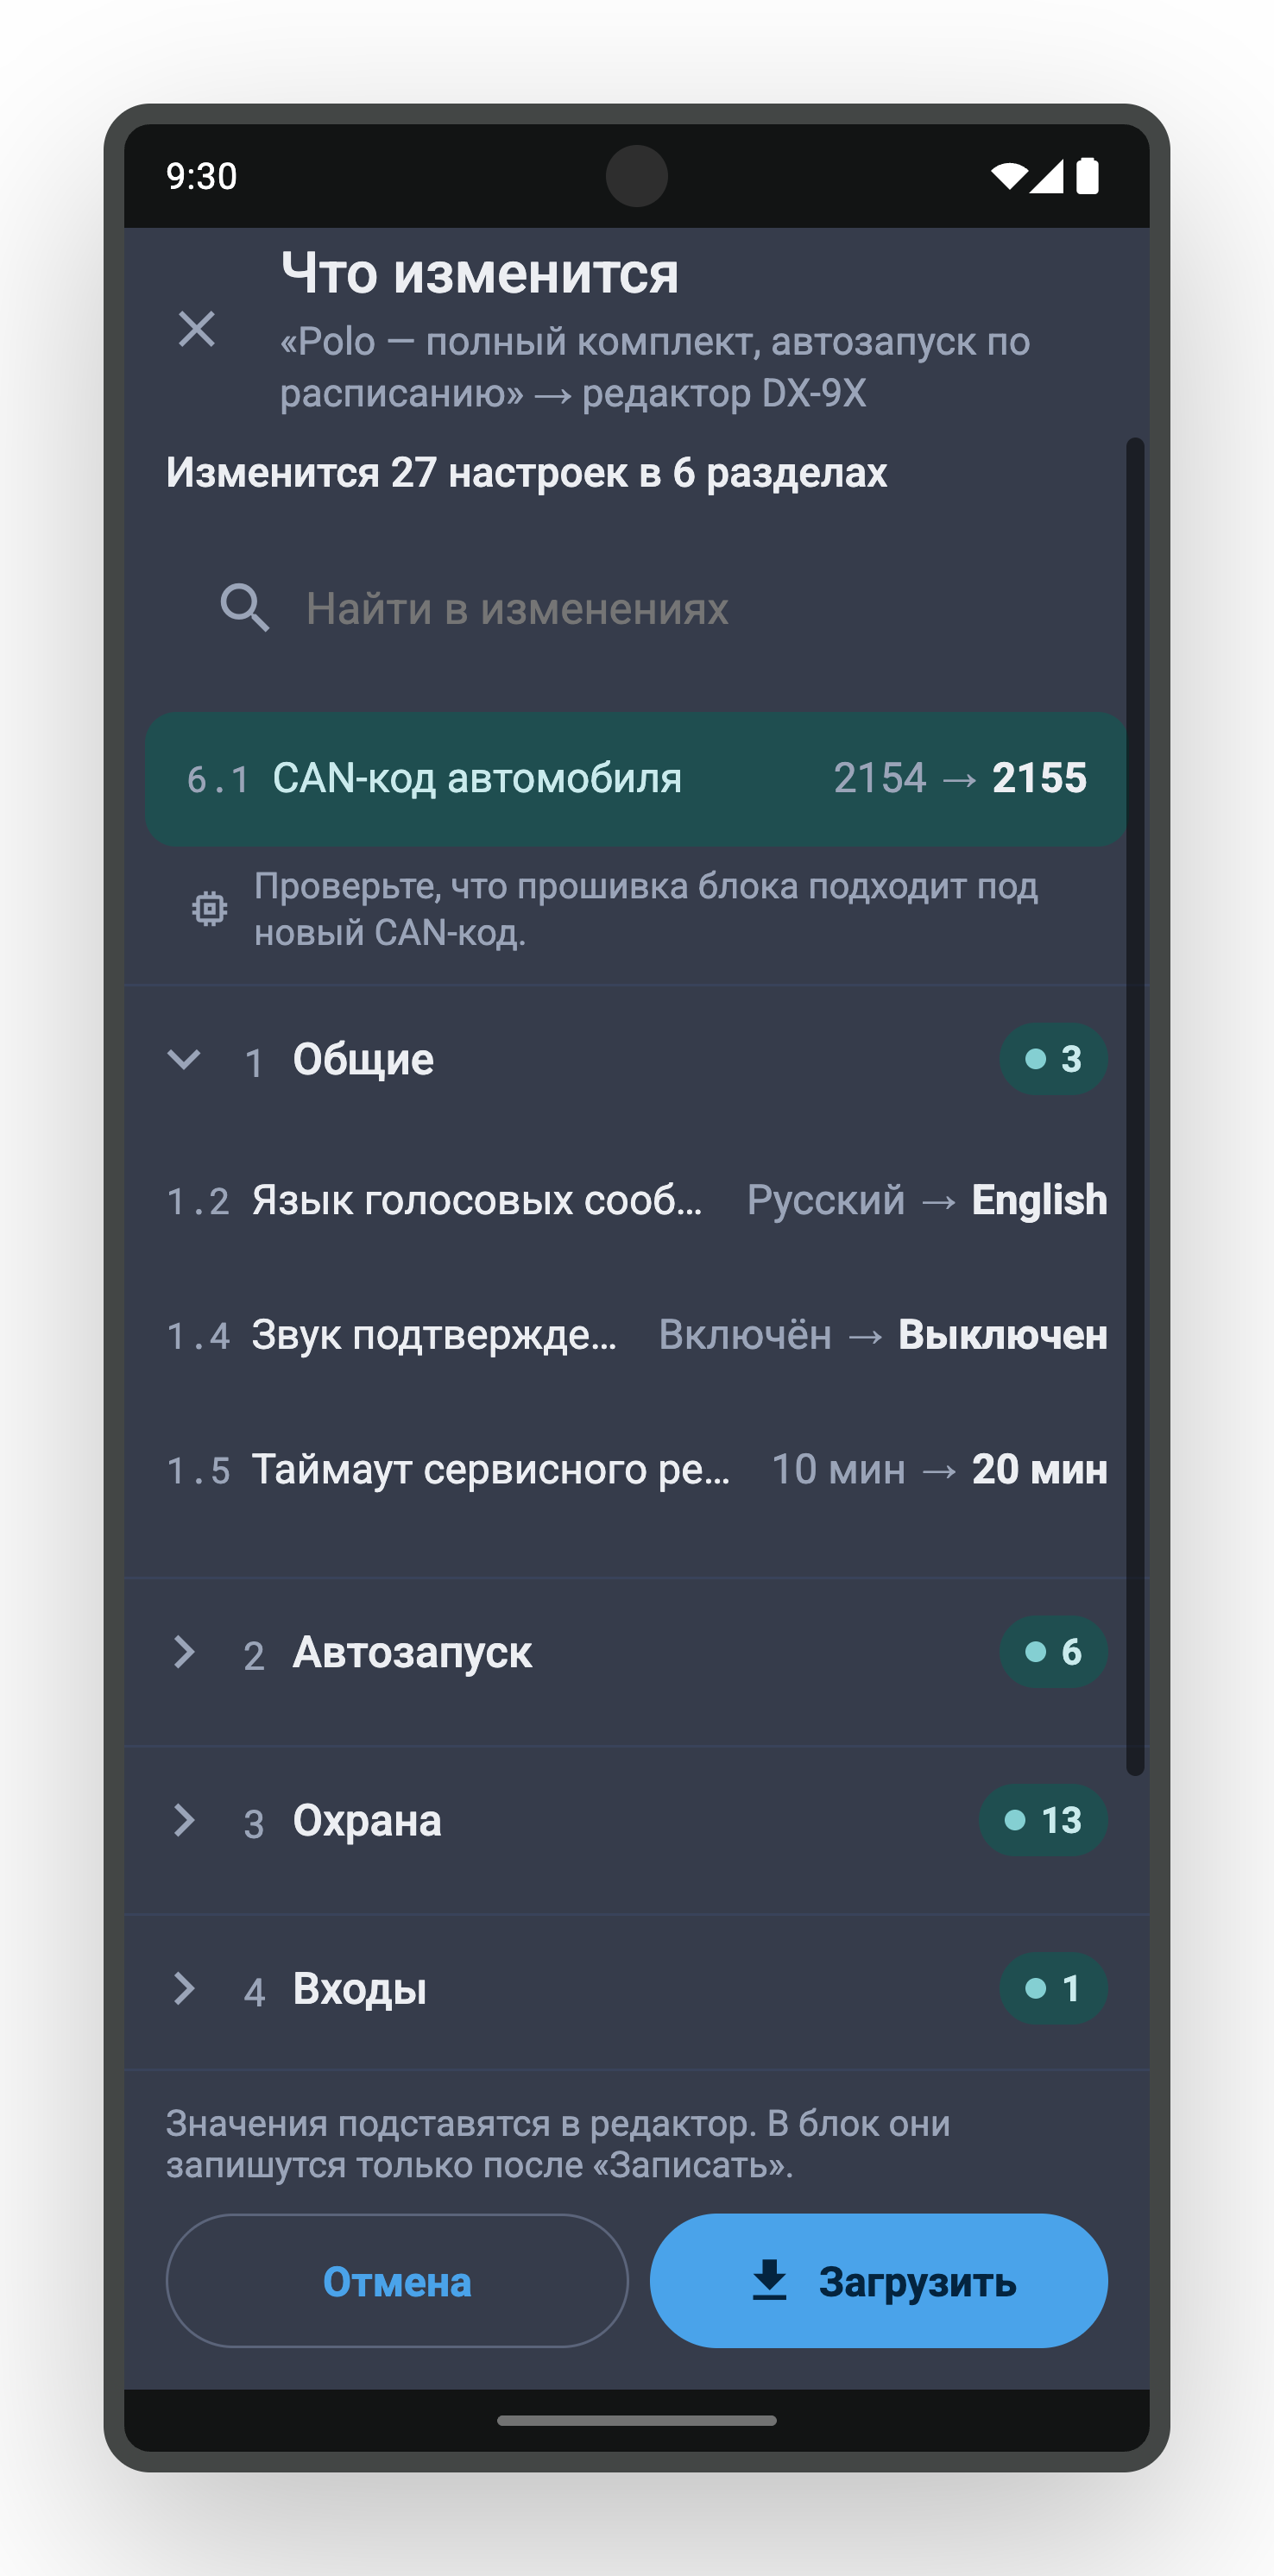 9:30
Что изменится
«Polo — полный комплект, автозапуск по
расписанию» → редактор DX-9X
Изменится 27 настроек в 6 разделах
Найти в изменениях
6.1 CAN-код автомобиля 2154 → 2155
Проверьте, что прошивка блока подходит под
новый CAN-код.
1 Общие 3
1.2 Язык голосовых сооб… Русский → English
1.4 Звук подтвержде… Включён → Выключен
1.5 Таймаут сервисного ре… 10 мин → 20 мин
2 Автозапуск 6
3 Охрана 13
4 Входы 1
Значения подставятся в редактор. В блок они
запишутся только после «Записать».
Отмена Загрузить